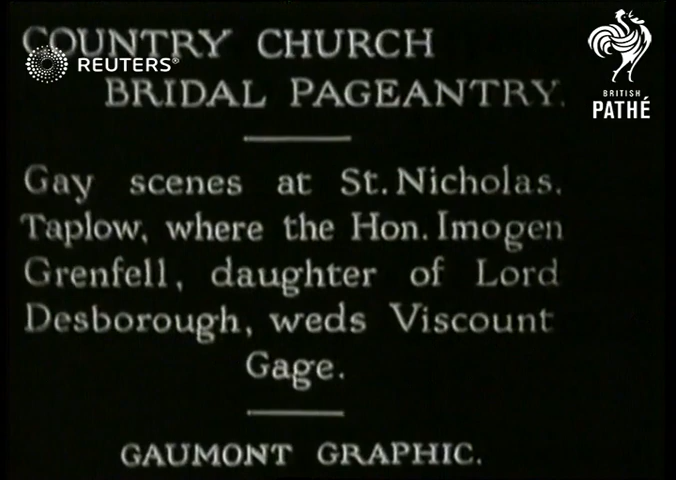 COUNTRY CHURCH
REUTERS®
BRIDAL PAGEANTRY.
BRITISH
PATHÉ
Gay scenes at St. Nicholas.
Taplow, where the Hon. Imogen
Grenfell, daughter of Lord
Desborough, weds Viscount
Gage.
GAUMONT GRAPHIC.